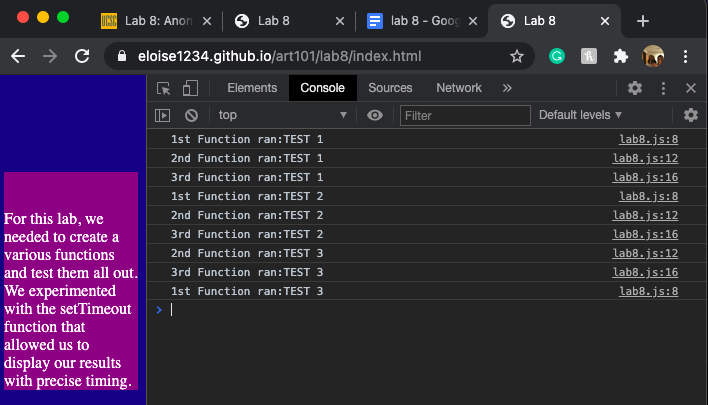 Lab 8: Anon
Lab 8
lab 8 - Goog
Lab 8
eloise1234.github.io/art101/lab8/index.html
Elements Console Sources Network
top Filter Default levels
1st Function ran:TEST 1 lab8.js:8
2nd Function ran:TEST 1 lab8.js:12
3rd Function ran:TEST 1 lab8.js:16
1st Function ran:TEST 2 lab8.js:8
2nd Function ran:TEST 2 lab8.js:12
3rd Function ran:TEST 2 lab8.js:16
2nd Function ran:TEST 3 lab8.js:12
3rd Function ran:TEST 3 lab8.js:16
1st Function ran:TEST 3 lab8.js:8
For this lab, we
needed to create a
various functions
and test them all out.
We experimented
with the setTimeout
function that
allowed us to
display our results
with precise timing.